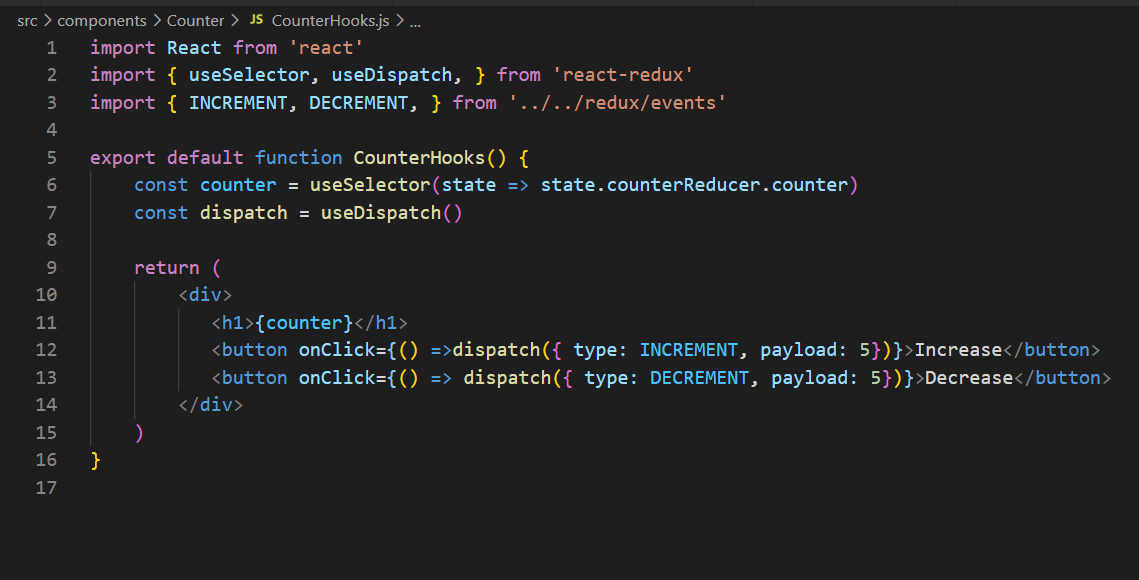 src > components > Counter > JS CounterHooks.js > ...
1 import React from 'react'
2 import { useSelector, useDispatch, } from 'react-redux'
3 import { INCREMENT, DECREMENT, } from '../../redux/events'
4
5 export default function CounterHooks() {
6     const counter = useSelector(state => state.counterReducer.counter)
7     const dispatch = useDispatch()
8
9     return (
10         <div>
11            <h1>{counter}</h1>
12            <button onClick={() =>dispatch({ type: INCREMENT, payload: 5})}>Increase</button>
13            <button onClick={() => dispatch({ type: DECREMENT, payload: 5})}>Decrease</button>
14         </div>
15     )
16 }
17